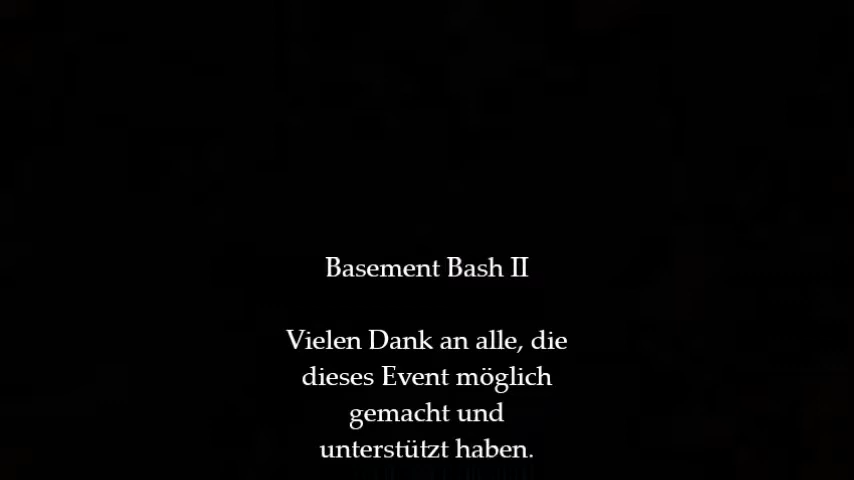 Basement Bash II
Vielen Dank an alle, die
dieses Event möglich
gemacht und
unterstützt haben.